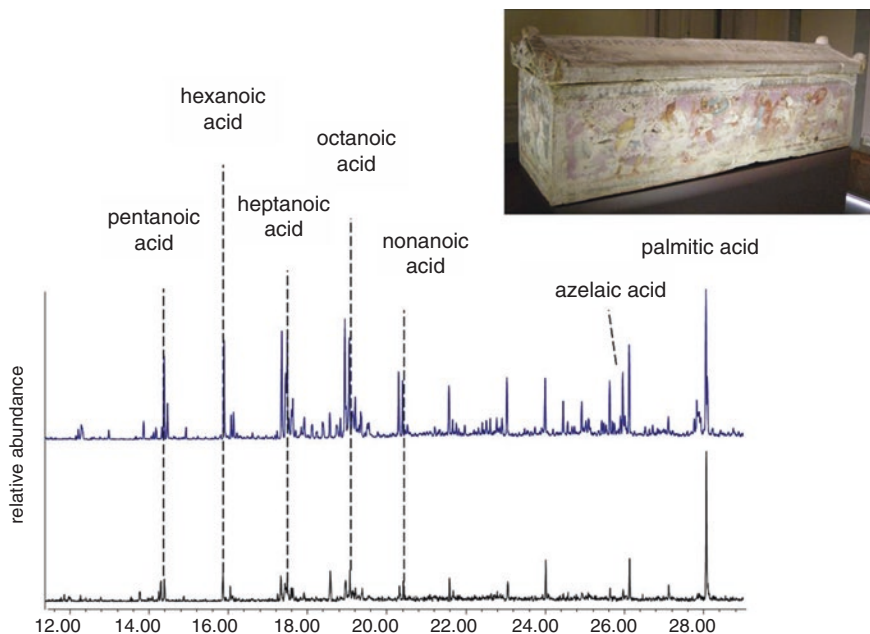 hexanoic
acid
octanoic
acid
pentanoic
acid
heptanoic
acid
nonanoic
acid
azelaic acid
palmitic acid
relative abundance
12.00 14.00 16.00 18.00 20.00 22.00 24.00 26.00 28.00